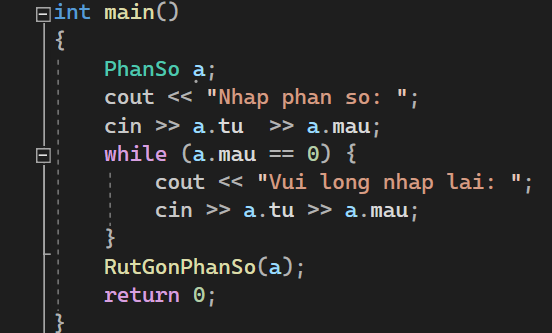 int main()
{
PhanSo a;
cout << "Nhap phan so: ";
cin >> a.tu  >> a.mau;
while (a.mau == 0) {
cout << "Vui long nhap lai: ";
cin >> a.tu >> a.mau;
}
RutGonPhanSo(a);
return 0;
}